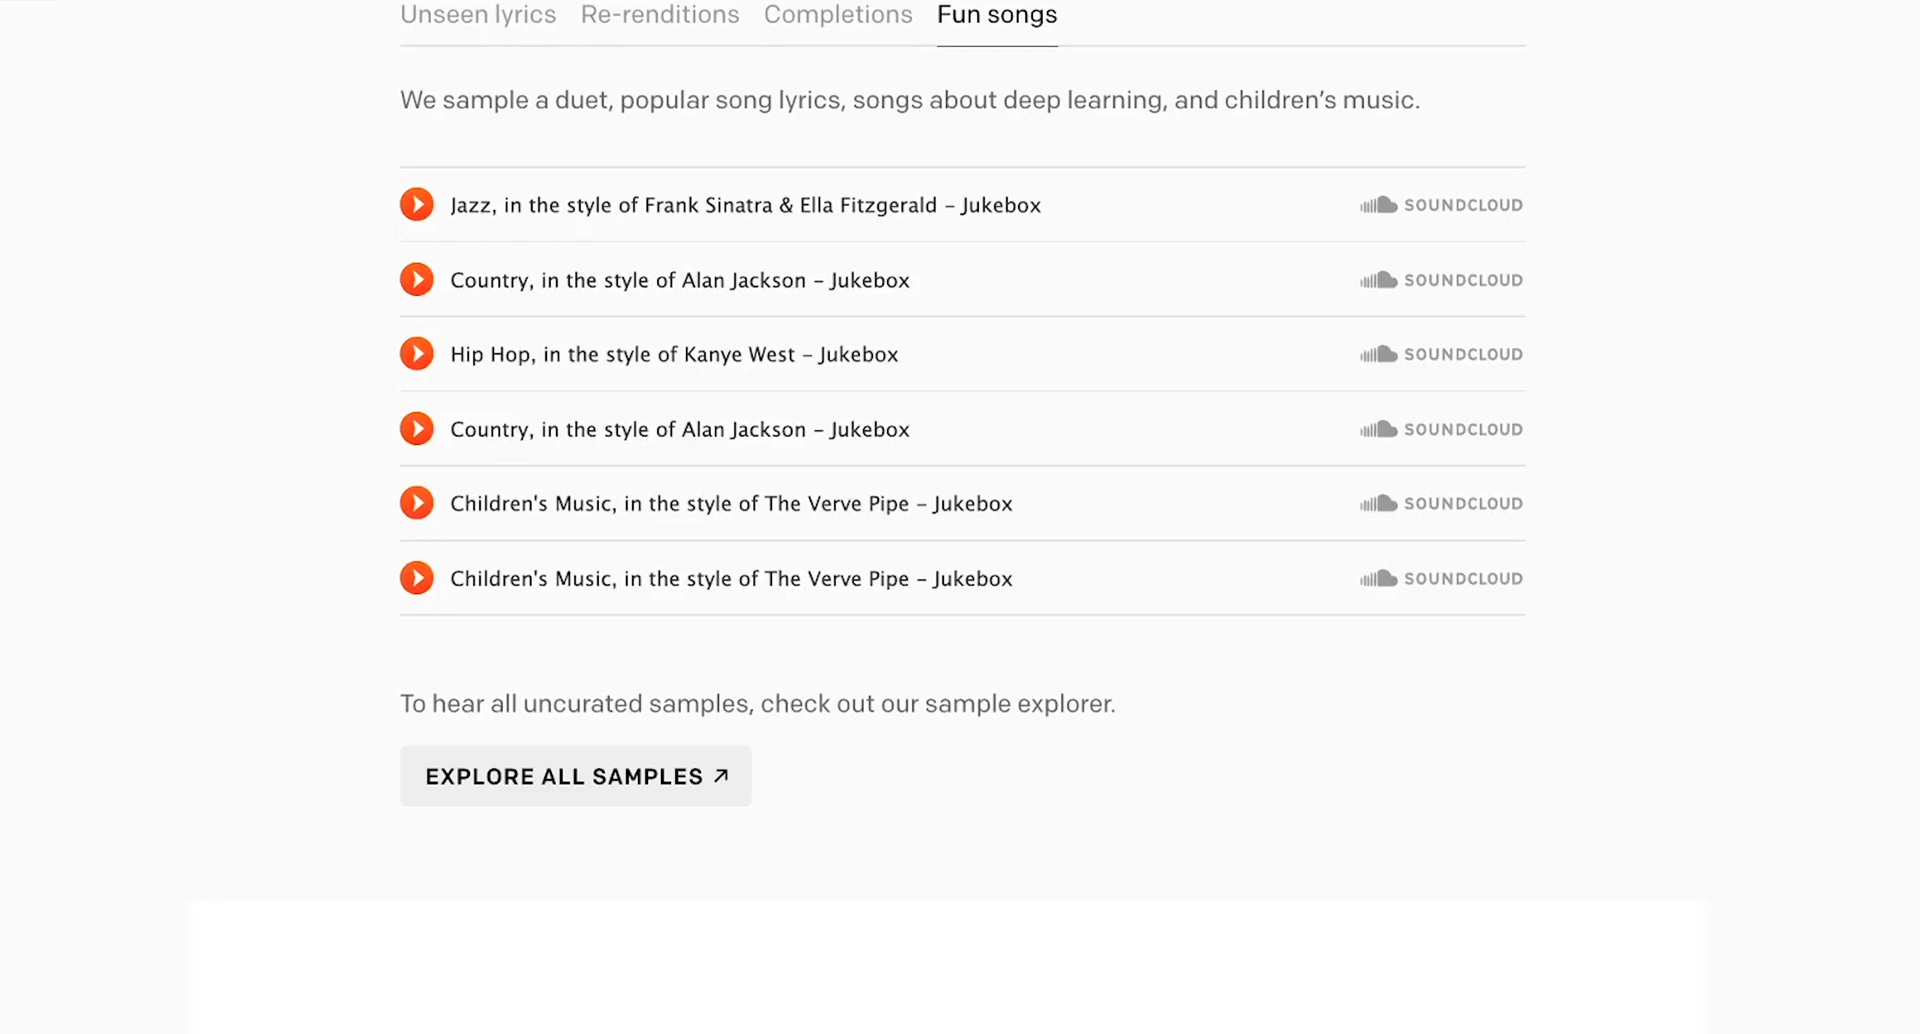 Unseen lyrics Re-renditions Completions Fun songs
We sample a duet, popular song lyrics, songs about deep learning, and children’s music.
Jazz, in the style of Frank Sinatra & Ella Fitzgerald – Jukebox SOUNDCLOUD
Country, in the style of Alan Jackson – Jukebox SOUNDCLOUD
Hip Hop, in the style of Kanye West – Jukebox SOUNDCLOUD
Country, in the style of Alan Jackson – Jukebox SOUNDCLOUD
Children's Music, in the style of The Verve Pipe – Jukebox SOUNDCLOUD
Children's Music, in the style of The Verve Pipe – Jukebox SOUNDCLOUD
To hear all uncurated samples, check out our sample explorer.
EXPLORE ALL SAMPLES ↗